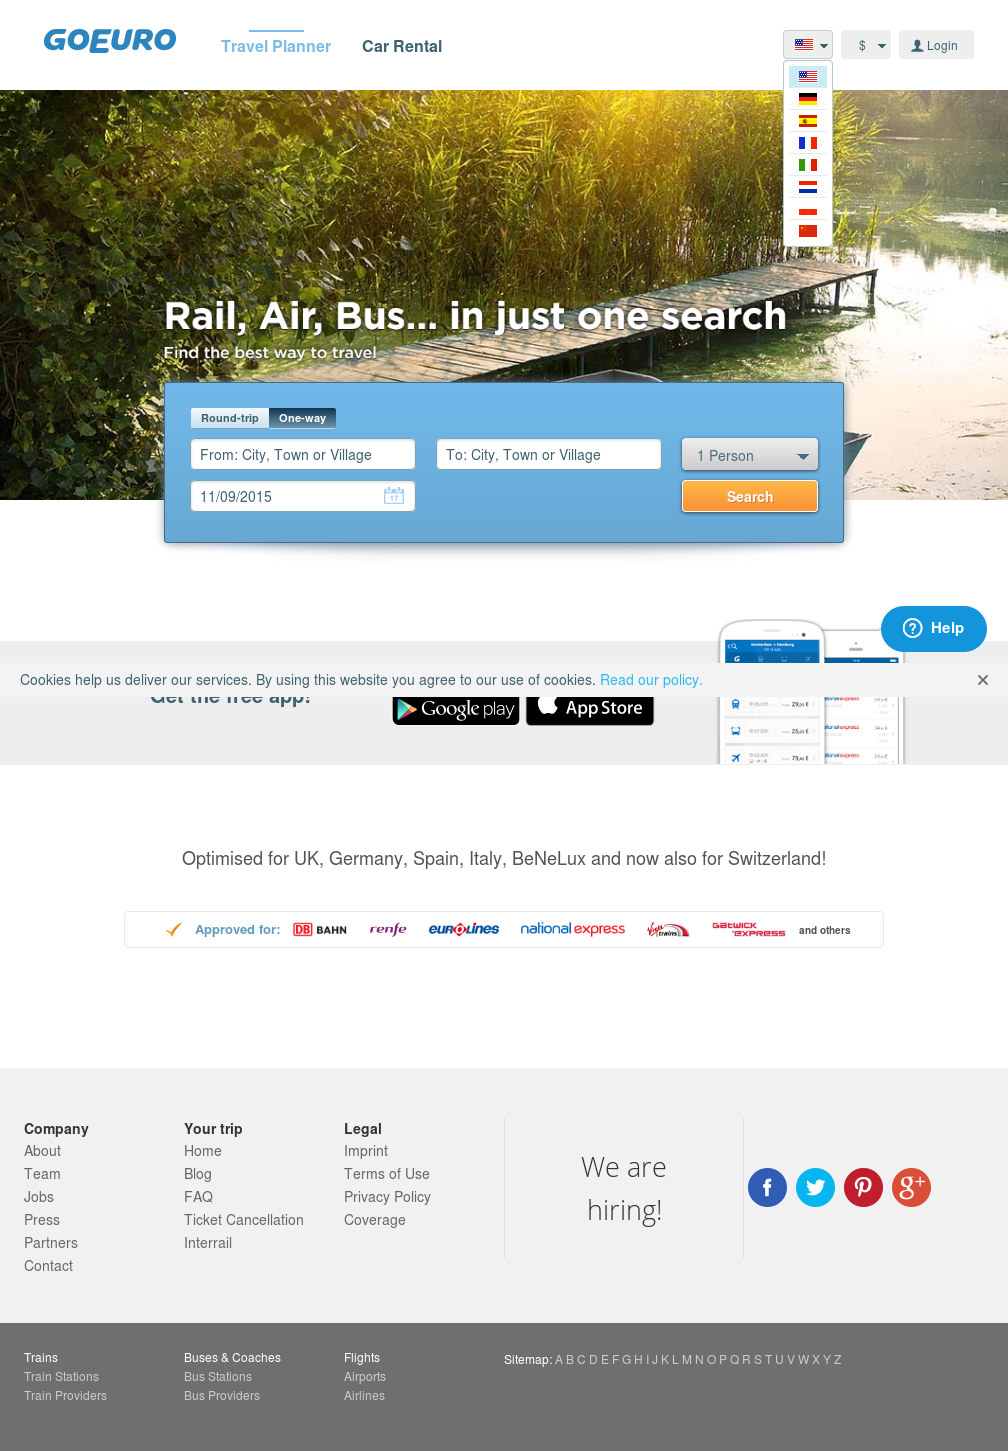 GOEURO
Travel Planner
Car Rental
$
Login
Rail, Air, Bus... in just one search
Find the best way to travel
Round-trip
One-way
From: City, Town or Village
To: City, Town or Village
1 Person
11/09/2015
17
Search
Help
Cookies help us deliver our services. By using this website you agree to our use of cookies. Read our policy.
Get the free app!
Google play
App Store
Optimised for UK, Germany, Spain, Italy, BeNeLux and now also for Switzerland!
Approved for: DB BAHN renfe eurolines national express Virgin trains Gatwick express and others
Company
About
Team
Jobs
Press
Partners
Contact
Your trip
Home
Blog
FAQ
Ticket Cancellation
Interrail
Legal
Imprint
Terms of Use
Privacy Policy
Coverage
We are
hiring!
Trains
Train Stations
Train Providers
Buses & Coaches
Bus Stations
Bus Providers
Flights
Airports
Airlines
Sitemap: A B C D E F G H I J K L M N O P Q R S T U V W X Y Z